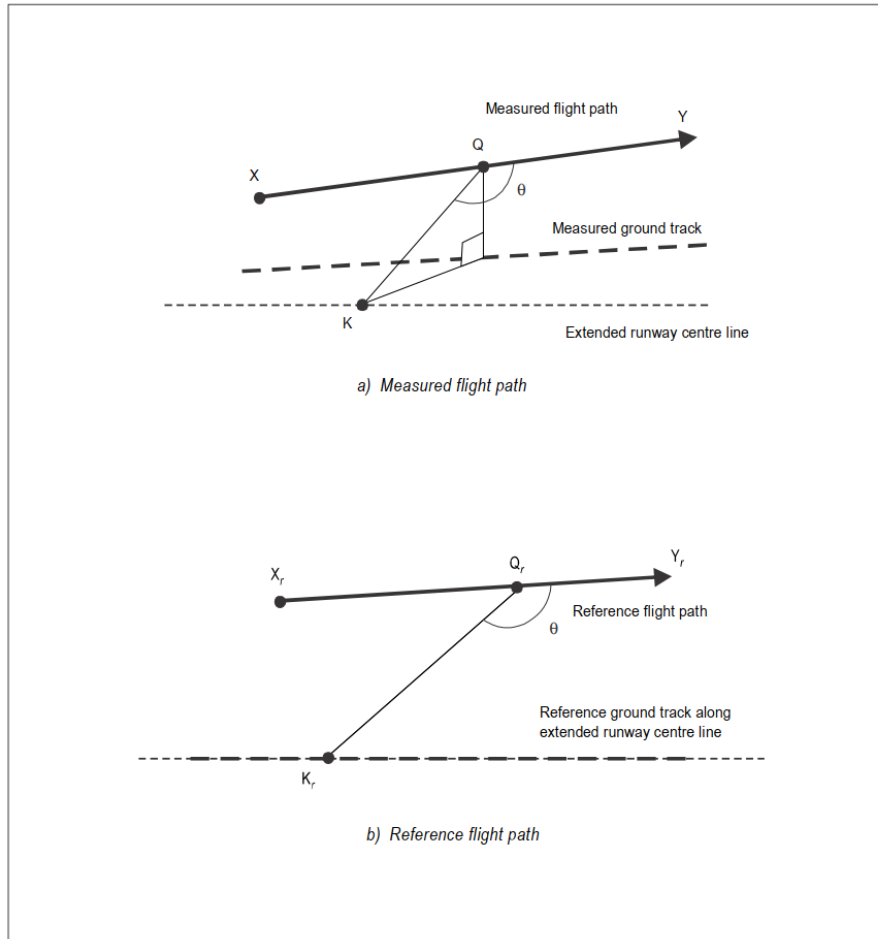 Measured flight path
Y
Q
X
θ
Measured ground track
K
Extended runway centre line
a) Measured flight path
Yr
Qr
Xr
Reference flight path
θ
Reference ground track along
extended runway centre line
Kr
b) Reference flight path